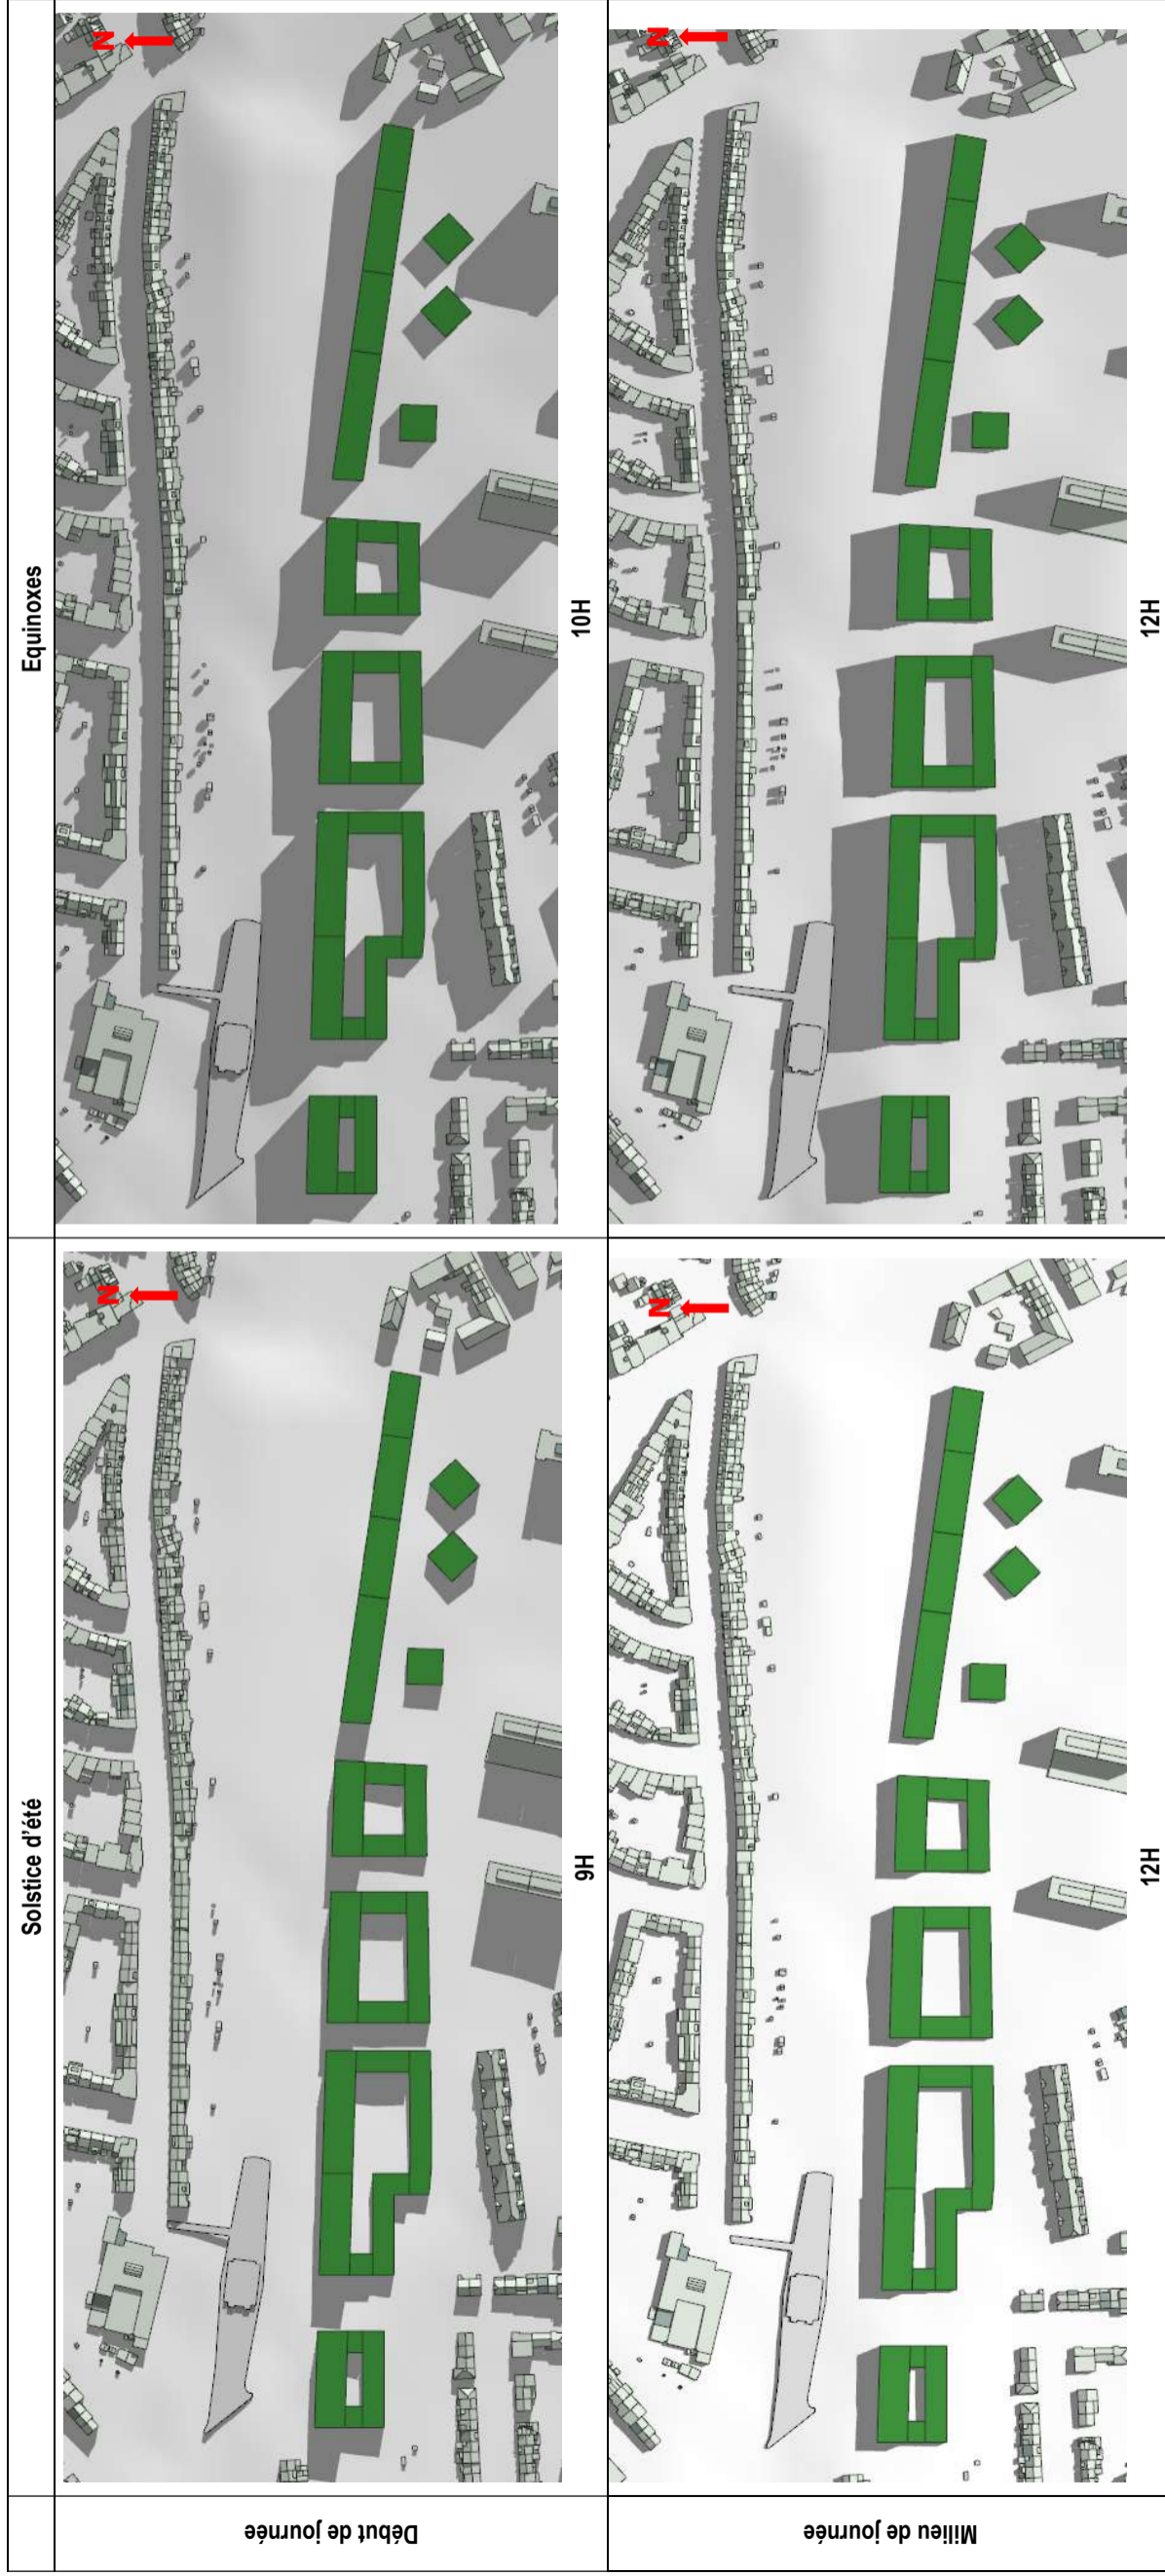 Solstice d'été
Equinoxes
Début de journée
N
N
9H
10H
Milieu de journée
N
N
12H
12H